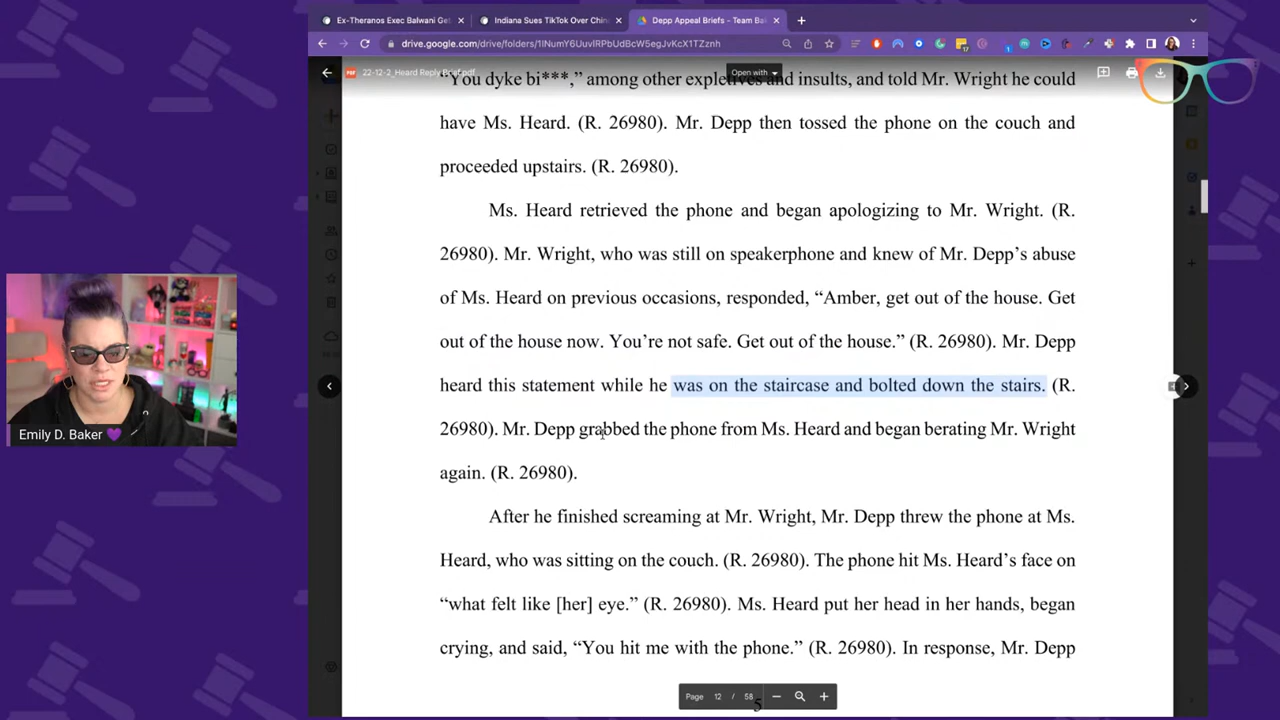 Ex-Theranos Exec Balwani Get
Indiana Sues TikTok Over Chin
Depp Appeal Briefs - Team Ba
drive.google.com/drive/folders/1INumY6UuvIRPbUdBcW5egJvKcX1TZznh
22-12-2_Heard Reply Brief.pdf
Open with
"You dyke bi***," among other expletives and insults, and told Mr. Wright he could
have Ms. Heard. (R. 26980). Mr. Depp then tossed the phone on the couch and
proceeded upstairs. (R. 26980).
Ms. Heard retrieved the phone and began apologizing to Mr. Wright. (R.
26980). Mr. Wright, who was still on speakerphone and knew of Mr. Depp's abuse
of Ms. Heard on previous occasions, responded, "Amber, get out of the house. Get
out of the house now. You're not safe. Get out of the house." (R. 26980). Mr. Depp
heard this statement while he was on the staircase and bolted down the stairs. (R.
26980). Mr. Depp grabbed the phone from Ms. Heard and began berating Mr. Wright
again. (R. 26980).
After he finished screaming at Mr. Wright, Mr. Depp threw the phone at Ms.
Heard, who was sitting on the couch. (R. 26980). The phone hit Ms. Heard's face on
"what felt like [her] eye." (R. 26980). Ms. Heard put her head in her hands, began
crying, and said, "You hit me with the phone." (R. 26980). In response, Mr. Depp
5
Page 12 / 58
Emily D. Baker 💜